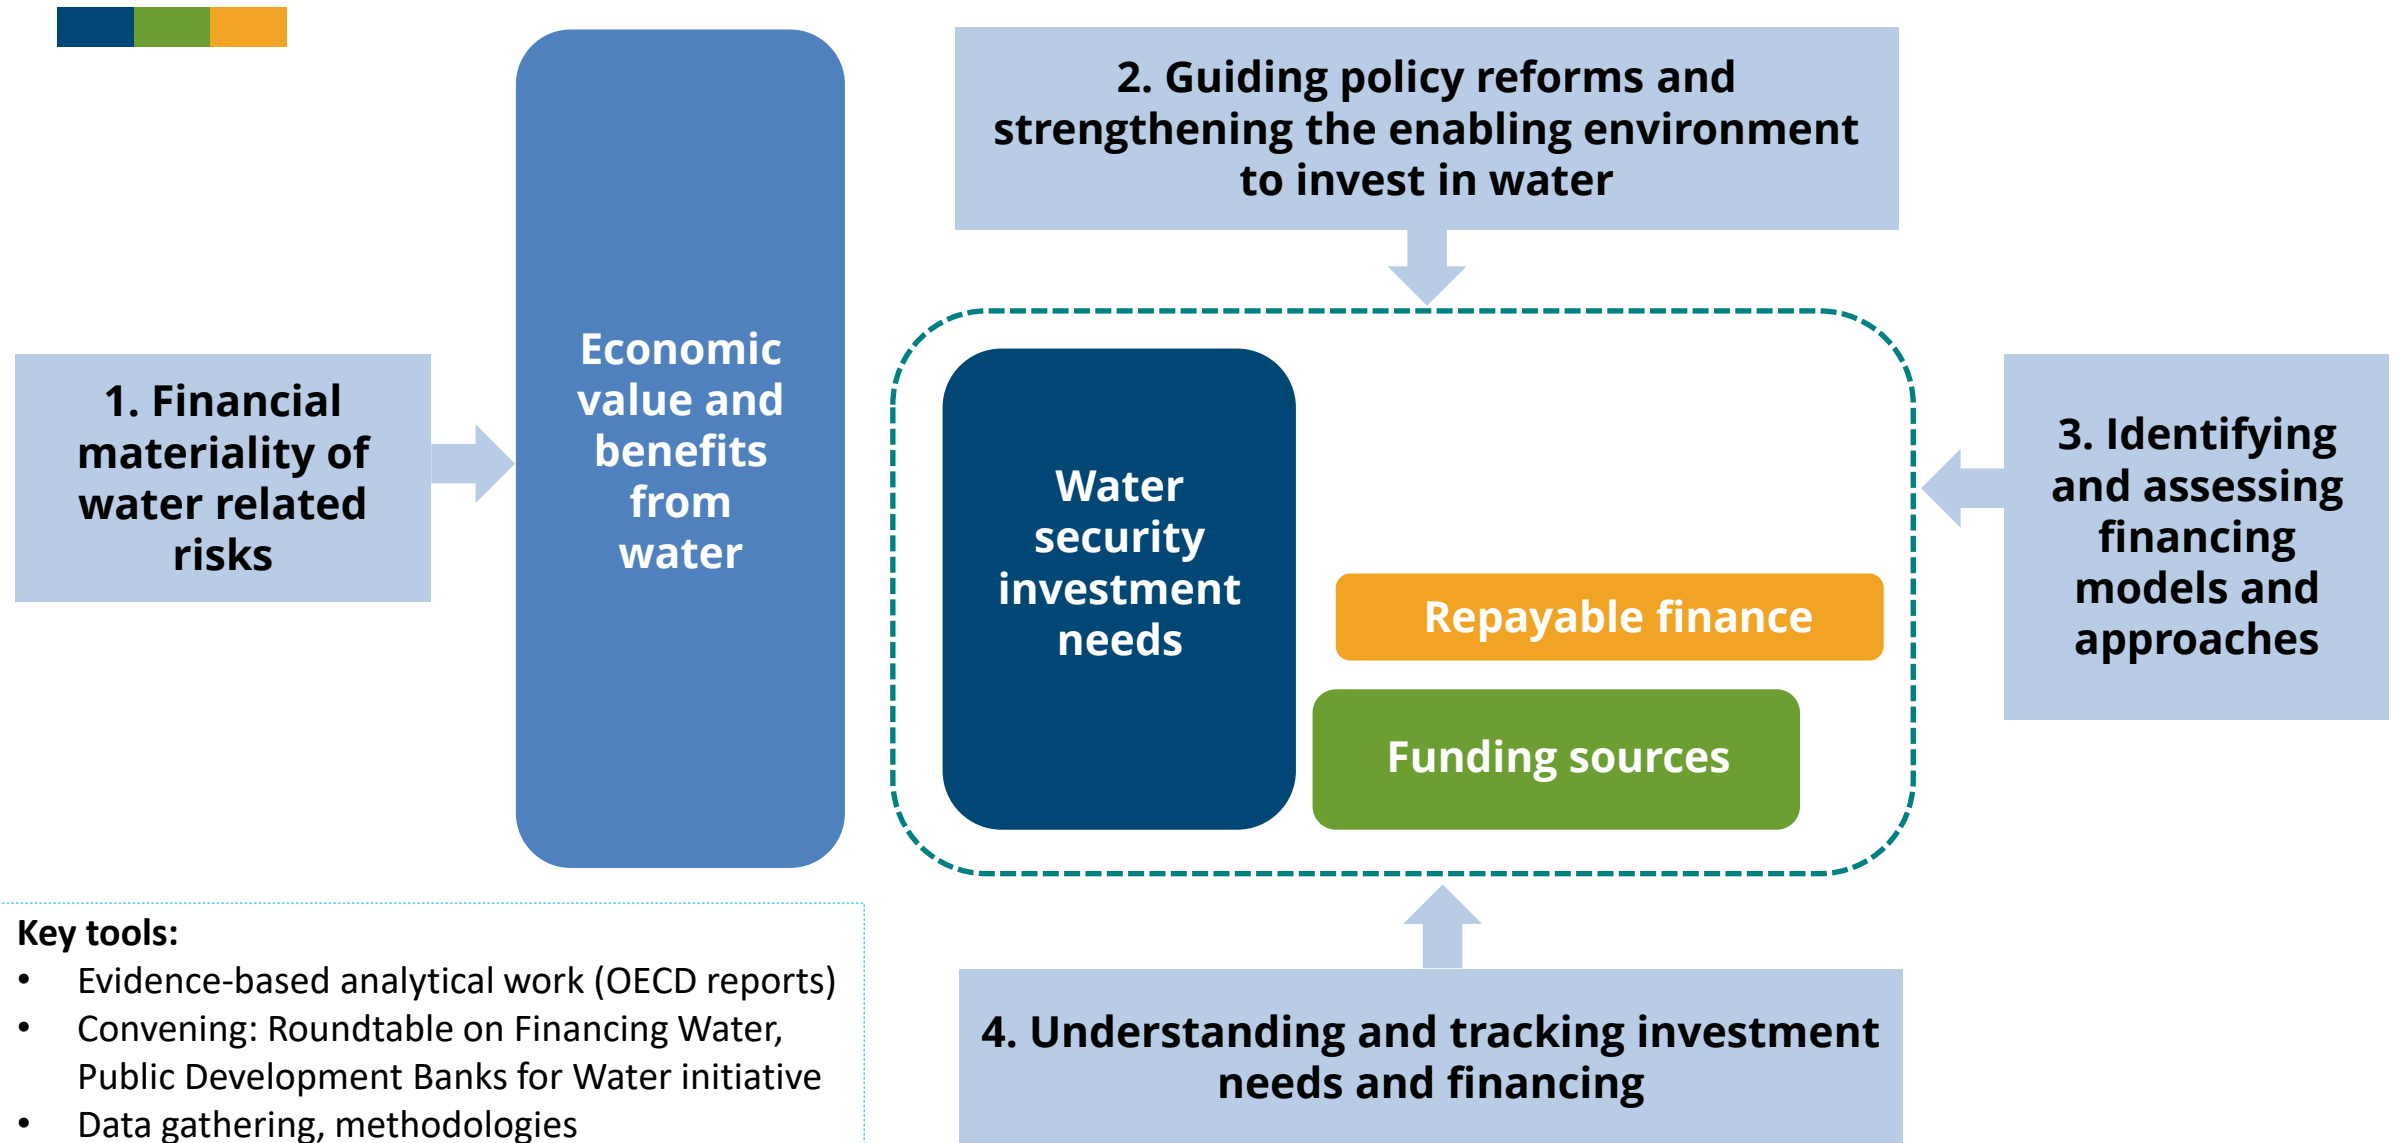 1. Financial
materiality of
water related
risks
Economic
value and
benefits
from
water
2. Guiding policy reforms and
strengthening the enabling environment
to invest in water
Water
security
investment
needs
Repayable finance
Funding sources
3. Identifying
and assessing
financing
models and
approaches
4. Understanding and tracking investment
needs and financing
Key tools:
• Evidence-based analytical work (OECD reports)
• Convening: Roundtable on Financing Water,
Public Development Banks for Water initiative
• Data gathering, methodologies